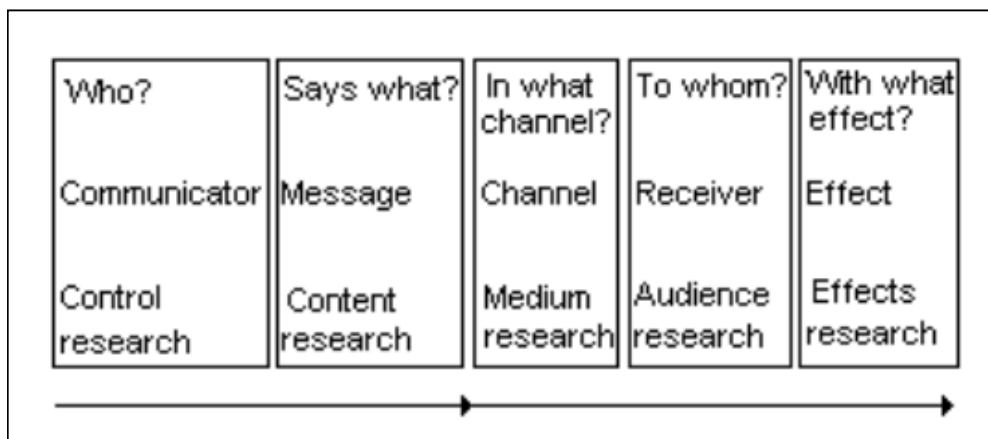 Who?
Communicator
Control
research
Says what?
Message
Content
research
In what
channel?
Channel
Medium
research
To whom?
Receiver
Audience
research
With what
effect?
Effect
Effects
research